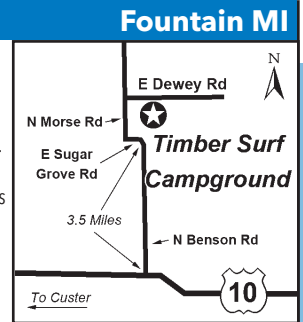 Fountain MI
N
E Dewey Rd
N Morse Rd
Timber Surf
Campground
E Sugar
Grove Rd
s
3.5 Miles
N Benson Rd
10
To Custer